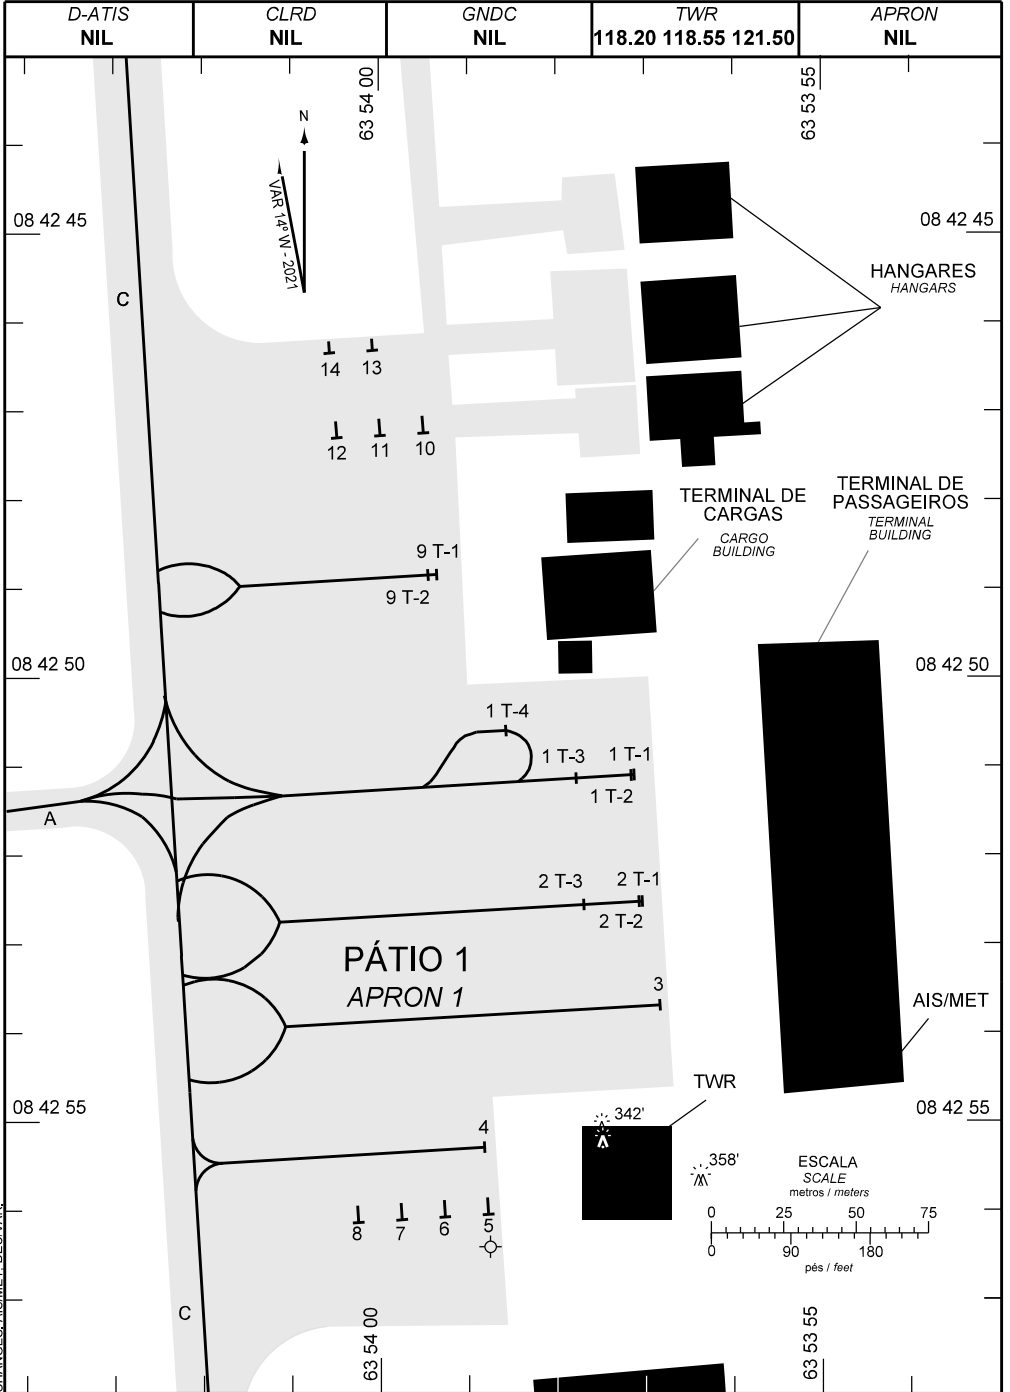 D-ATIS
NIL
CLRD
NIL
GNDC
NIL
TWR
118.20 118.55 121.50
APRON
NIL
63 54 00
63 53 55
N
VAR 14º W - 2021
08 42 45
08 42 45
C
HANGARES
HANGARS
14
13
12
11
10
TERMINAL DE
CARGAS
CARGO
BUILDING
TERMINAL DE
PASSAGEIROS
TERMINAL
BUILDING
9 T-1
9 T-2
08 42 50
08 42 50
1 T-4
1 T-3
1 T-1
1 T-2
A
2 T-3
2 T-1
2 T-2
PÁTIO 1
APRON 1
3
AIS/MET
TWR
08 42 55
08 42 55
342'
4
358'
ESCALA
SCALE
metros / meters
0 25 50 75
0 90 180
pés / feet
8
7
6
5
C
63 54 00
63 53 55